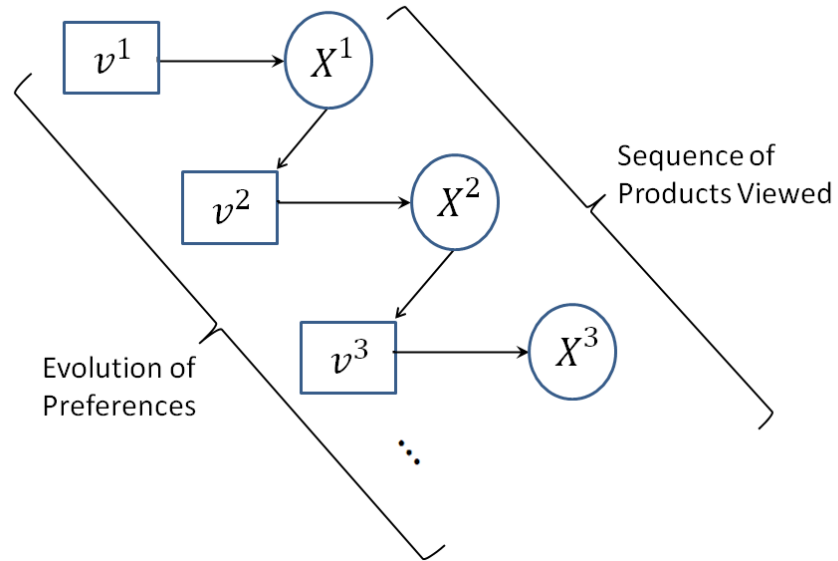 v¹ X¹
v² X²
Sequence of
Products Viewed
v³ X³
Evolution of
Preferences
⋱